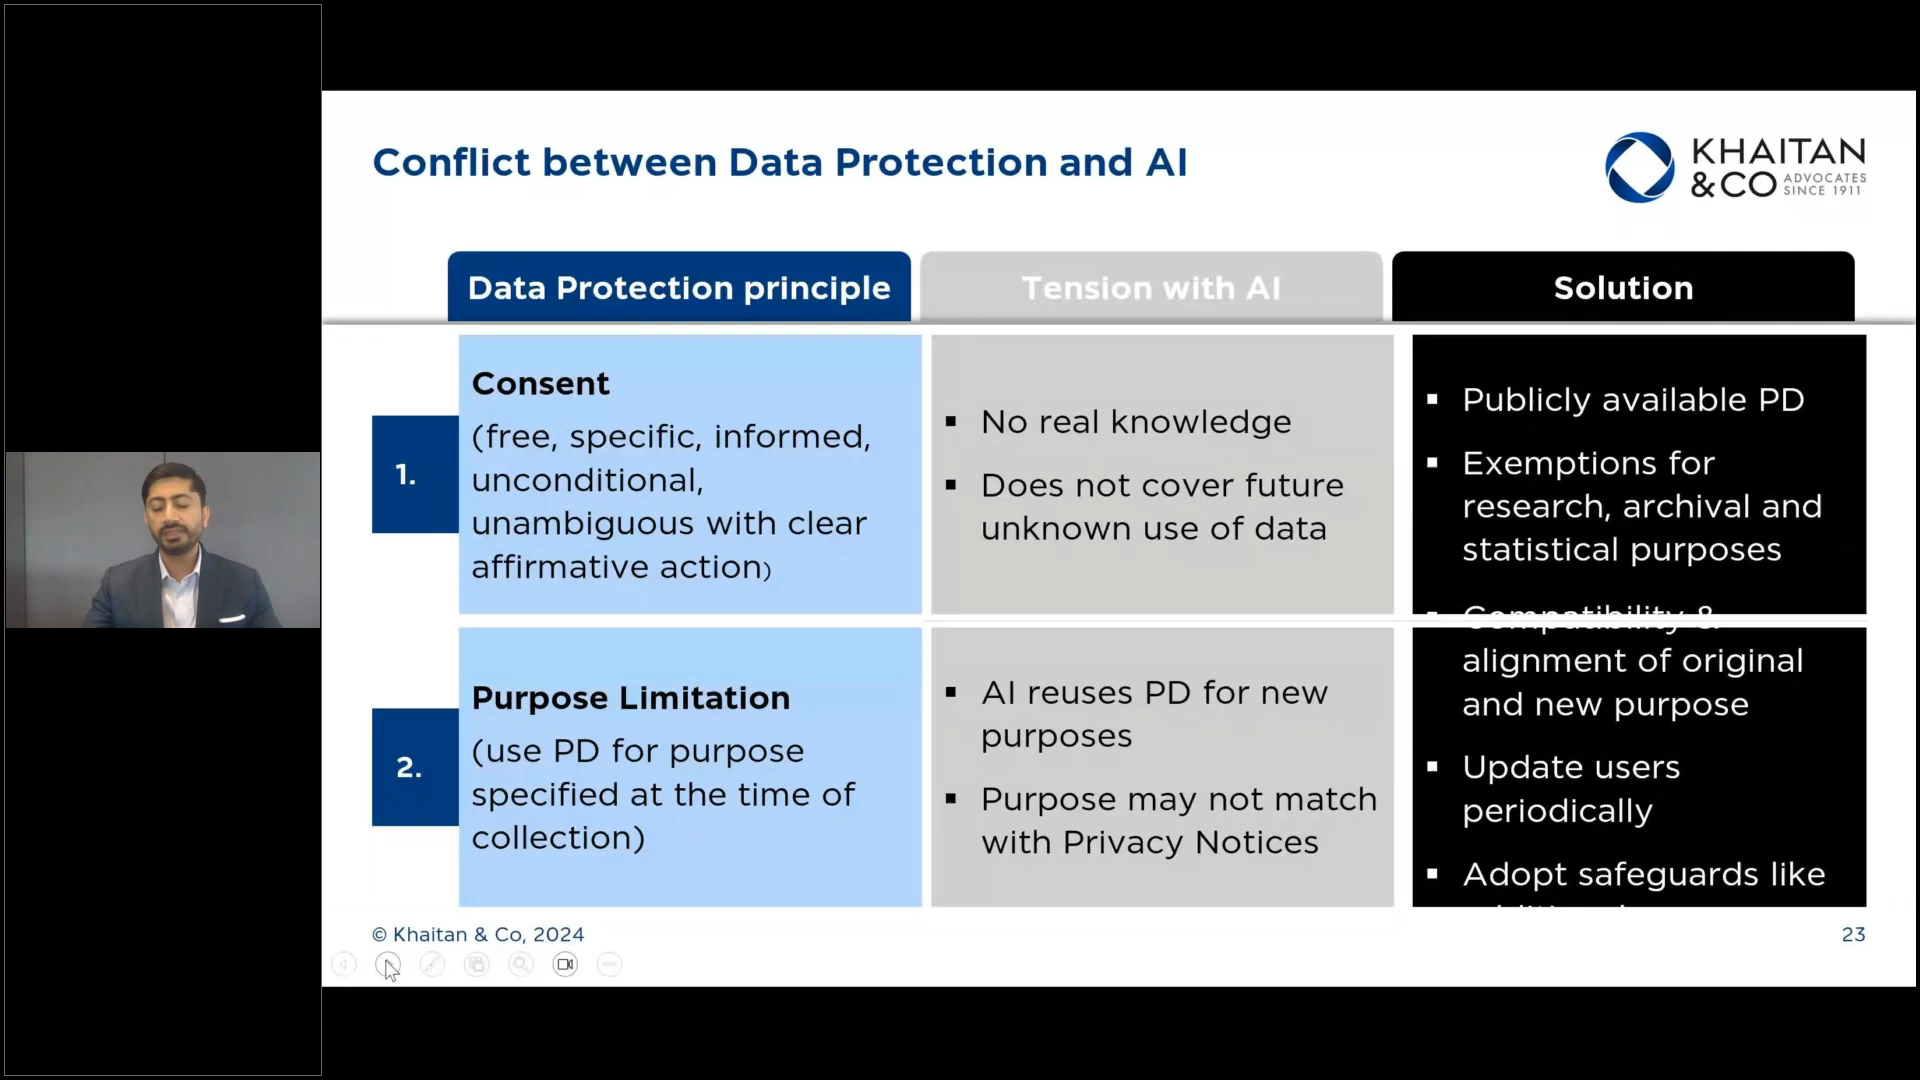 Conflict between Data Protection and AI
KHAITAN
&CO ADVOCATES
SINCE 1911
Data Protection principle
Tension with AI
Solution
1.
Consent
(free, specific, informed,
unconditional,
unambiguous with clear
affirmative action)
▪ No real knowledge
▪ Does not cover future
unknown use of data
▪ Publicly available PD
▪ Exemptions for
research, archival and
statistical purposes
2.
Purpose Limitation
(use PD for purpose
specified at the time of
collection)
▪ AI reuses PD for new
purposes
▪ Purpose may not match
with Privacy Notices
▪ Compatibility &
alignment of original
and new purpose
▪ Update users
periodically
▪ Adopt safeguards like
© Khaitan & Co, 2024
23